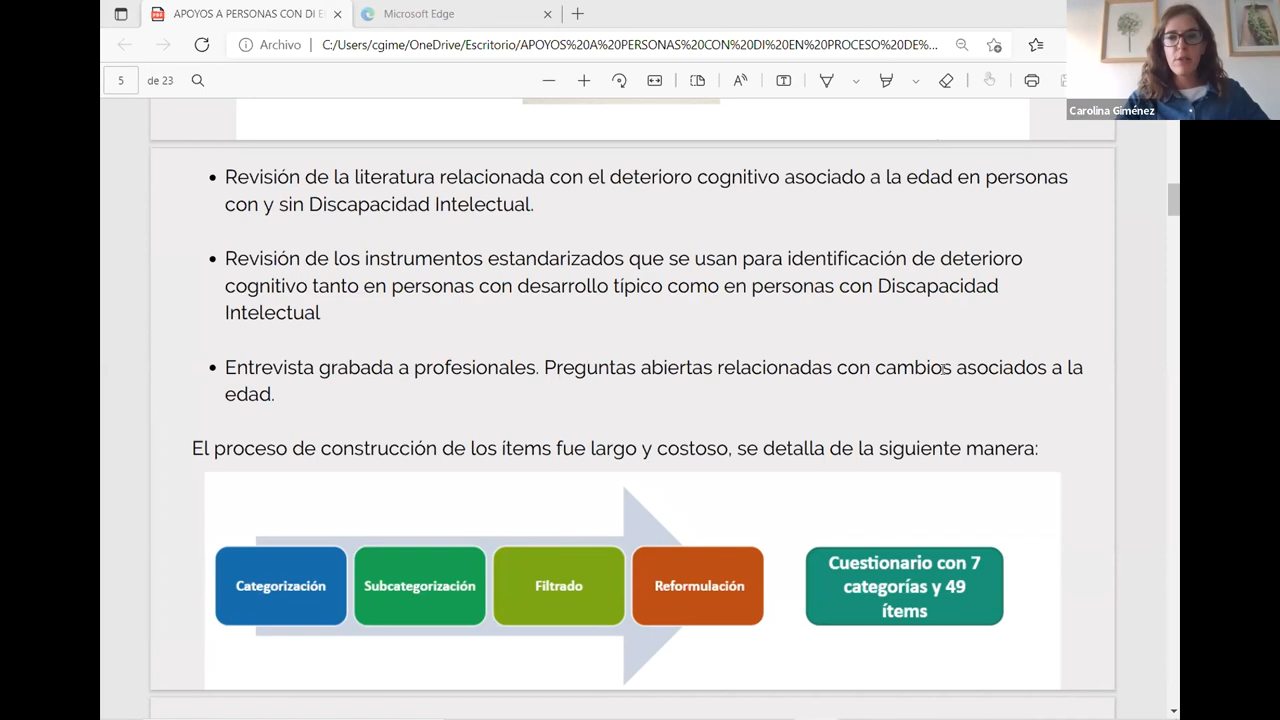 APOYOS A PERSONAS CON DI E
Microsoft Edge
Archivo
C:/Users/cgime/OneDrive/Escritorio/APOYOS%20A%20PERSONAS%20CON%20DI%20EN%20PROCESO%20DE%...
5
de 23
Carolina Giménez
• Revisión de la literatura relacionada con el deterioro cognitivo asociado a la edad en personas
con y sin Discapacidad Intelectual.
• Revisión de los instrumentos estandarizados que se usan para identificación de deterioro
cognitivo tanto en personas con desarrollo típico como en personas con Discapacidad
Intelectual
• Entrevista grabada a profesionales. Preguntas abiertas relacionadas con cambios asociados a la
edad.
El proceso de construcción de los ítems fue largo y costoso, se detalla de la siguiente manera:
Categorización
Subcategorización
Filtrado
Reformulación
Cuestionario con 7
categorías y 49
ítems